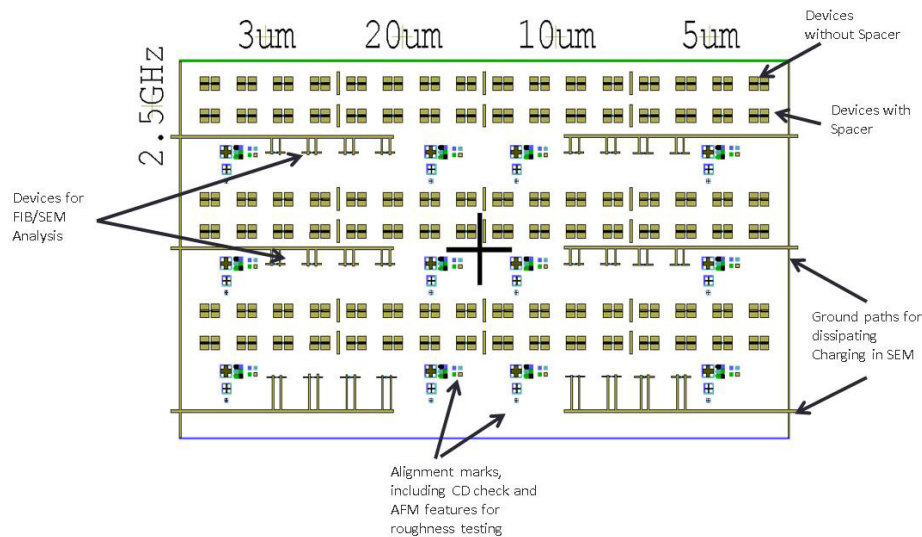 3um 20um 10um 5um
2.5GHz
Devices
without Spacer
Devices with
Spacer
Devices for
FIB/SEM
Analysis
Ground paths for
dissipating
Charging in SEM
Alignment marks,
including CD check and
AFM features for
roughness testing